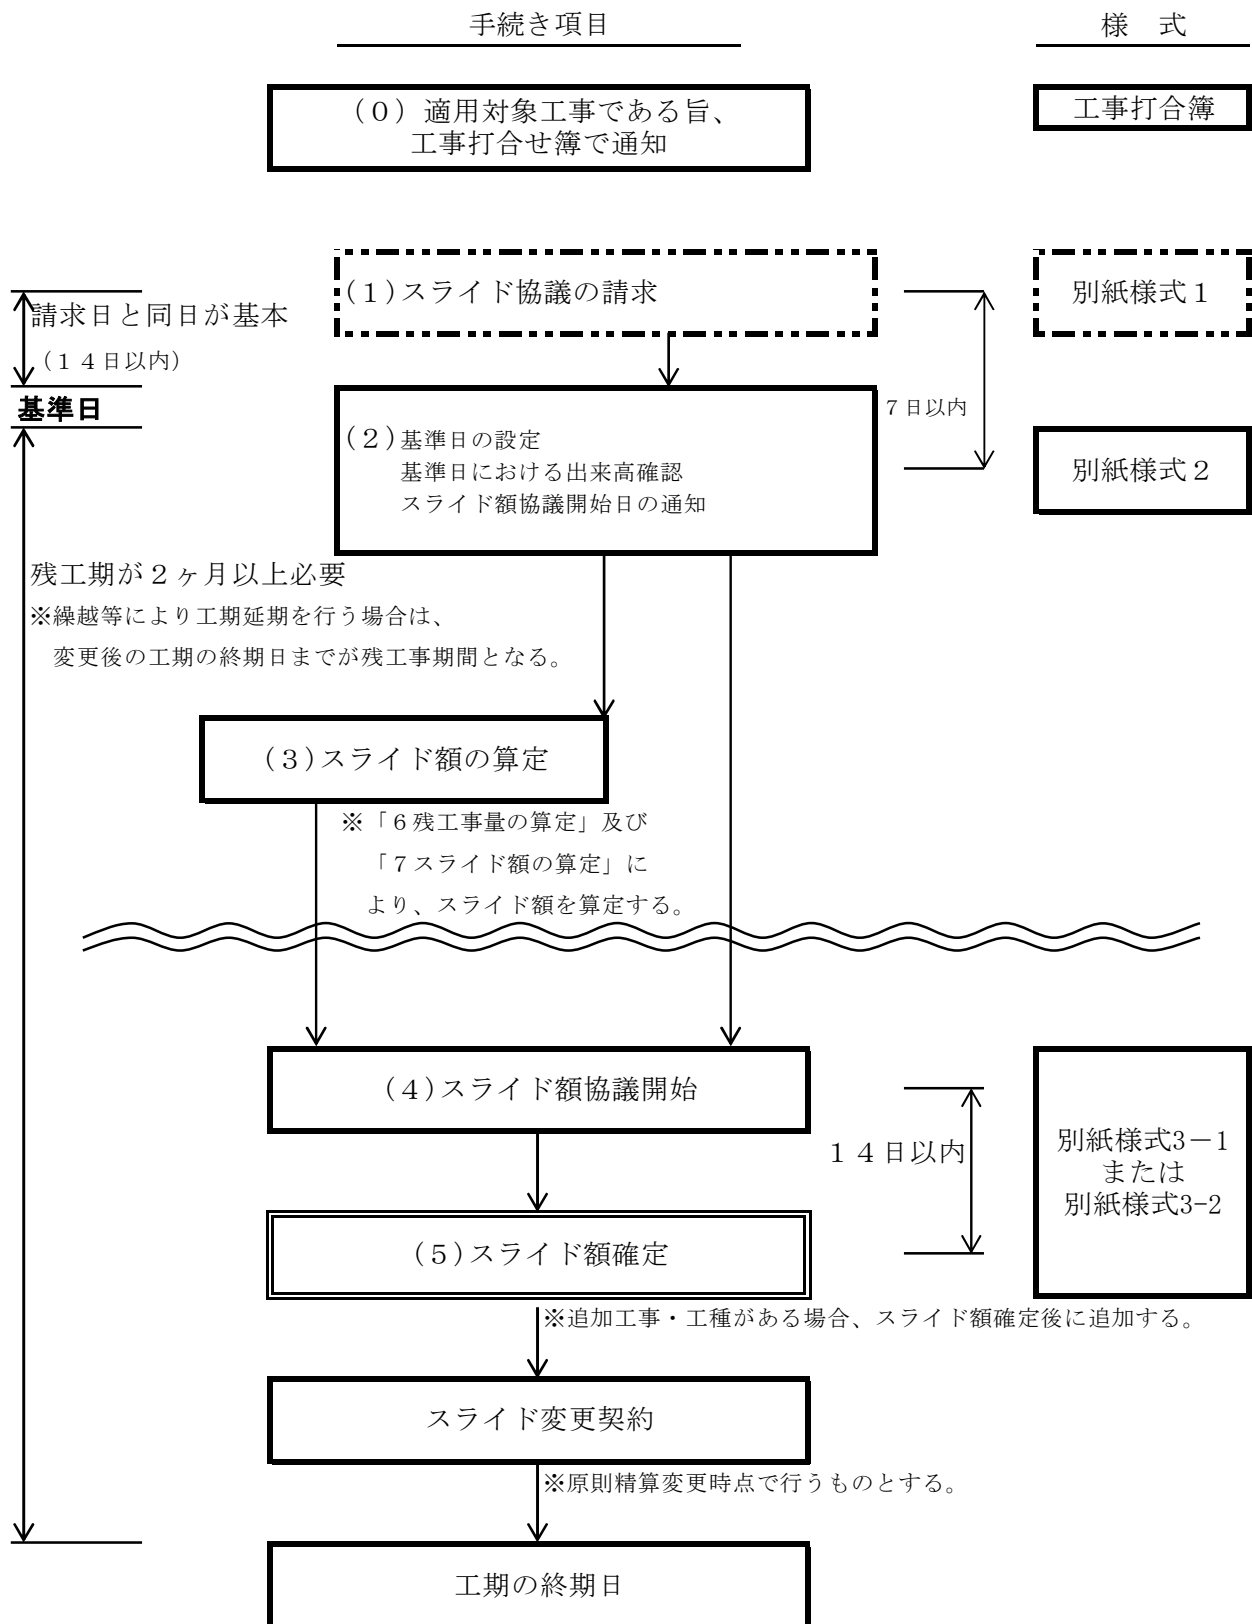 手続き項目
様　式
(０) 適用対象工事である旨、
工事打合せ簿で通知
工事打合簿
(１)スライド協議の請求
別紙様式１
請求日と同日が基本
(１４日以内)
基準日
７日以内
(２)基準日の設定
基準日における出来高確認
スライド額協議開始日の通知
別紙様式２
残工期が２ヶ月以上必要
※繰越等により工期延期を行う場合は、
変更後の工期の終期日までが残工事期間となる。
(３)スライド額の算定
※「６残工事量の算定」及び
「７スライド額の算定」に
より、スライド額を算定する。
(４)スライド額協議開始
１４日以内
別紙様式3－1
または
別紙様式3-2
(５)スライド額確定
※追加工事・工種がある場合、スライド額確定後に追加する。
スライド変更契約
※原則精算変更時点で行うものとする。
工期の終期日